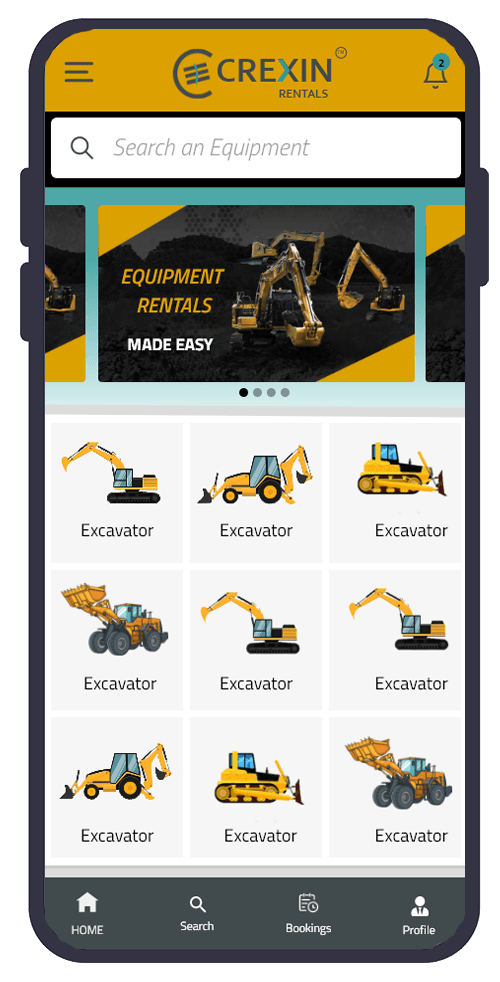 CREXIN TM
RENTALS
2
Search an Equipment
EQUIPMENT
RENTALS
MADE EASY
Excavator Excavator Excavator
Excavator Excavator Excavator
Excavator Excavator Excavator
HOME Search Bookings Profile